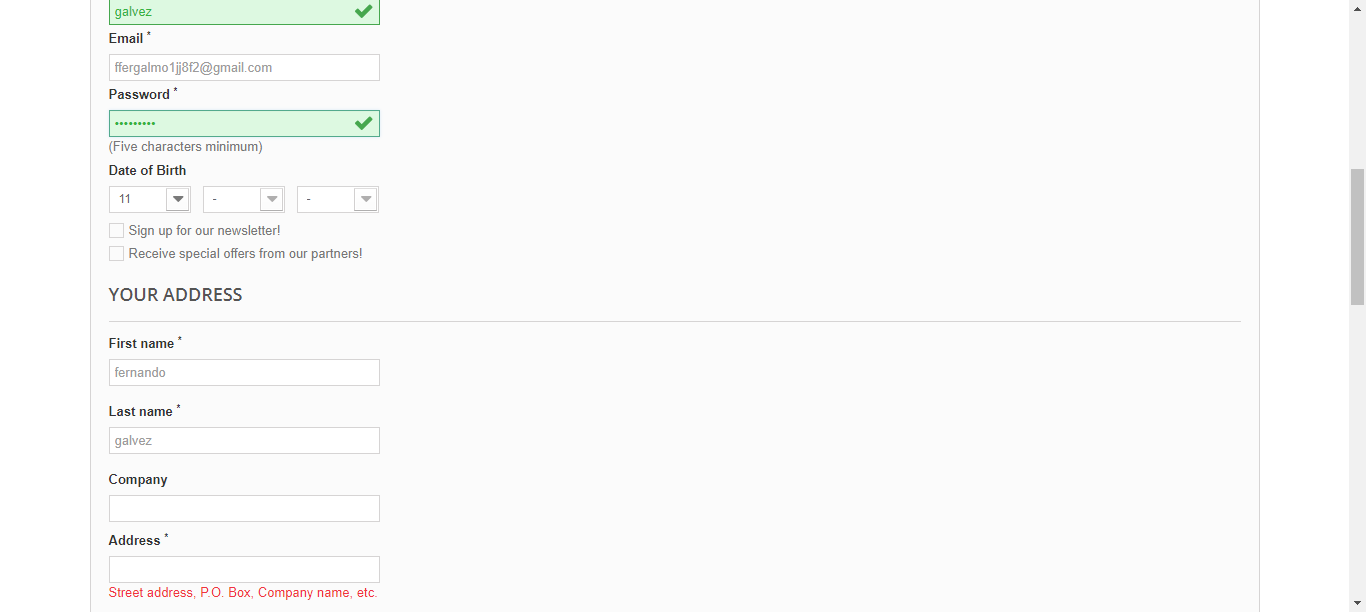 galvez
Email *
ffergalmo1jj8f2@gmail.com
Password *
•••••••••
(Five characters minimum)
Date of Birth
11 - -
Sign up for our newsletter!
Receive special offers from our partners!
YOUR ADDRESS
First name *
fernando
Last name *
galvez
Company
Address *
Street address, P.O. Box, Company name, etc.